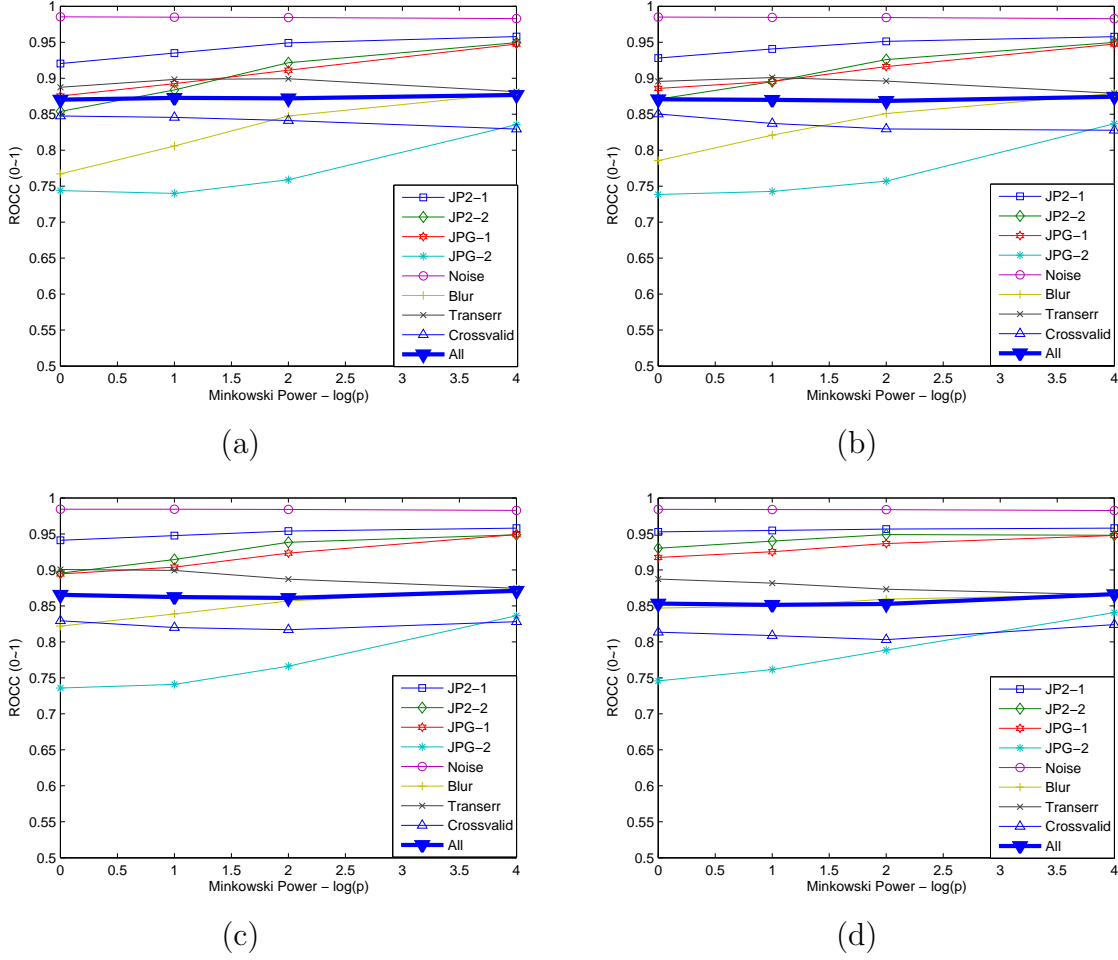 1
0.95
0.9
0.85
0.8
0.75
0.7
0.65
0.6
0.55
0.5
ROCC (0~1)
0 0.5 1 1.5 2 2.5 3 3.5 4
Minkowski Power − log(p)
JP2−1
JP2−2
JPG−1
JPG−2
Noise
Blur
Transerr
Crossvalid
All
(a)
1
0.95
0.9
0.85
0.8
0.75
0.7
0.65
0.6
0.55
0.5
ROCC (0~1)
0 0.5 1 1.5 2 2.5 3 3.5 4
Minkowski Power − log(p)
JP2−1
JP2−2
JPG−1
JPG−2
Noise
Blur
Transerr
Crossvalid
All
(b)
1
0.95
0.9
0.85
0.8
0.75
0.7
0.65
0.6
0.55
0.5
ROCC (0~1)
0 0.5 1 1.5 2 2.5 3 3.5 4
Minkowski Power − log(p)
JP2−1
JP2−2
JPG−1
JPG−2
Noise
Blur
Transerr
Crossvalid
All
(c)
1
0.95
0.9
0.85
0.8
0.75
0.7
0.65
0.6
0.55
0.5
ROCC (0~1)
0 0.5 1 1.5 2 2.5 3 3.5 4
Minkowski Power − log(p)
JP2−1
JP2−2
JPG−1
JPG−2
Noise
Blur
Transerr
Crossvalid
All
(d)